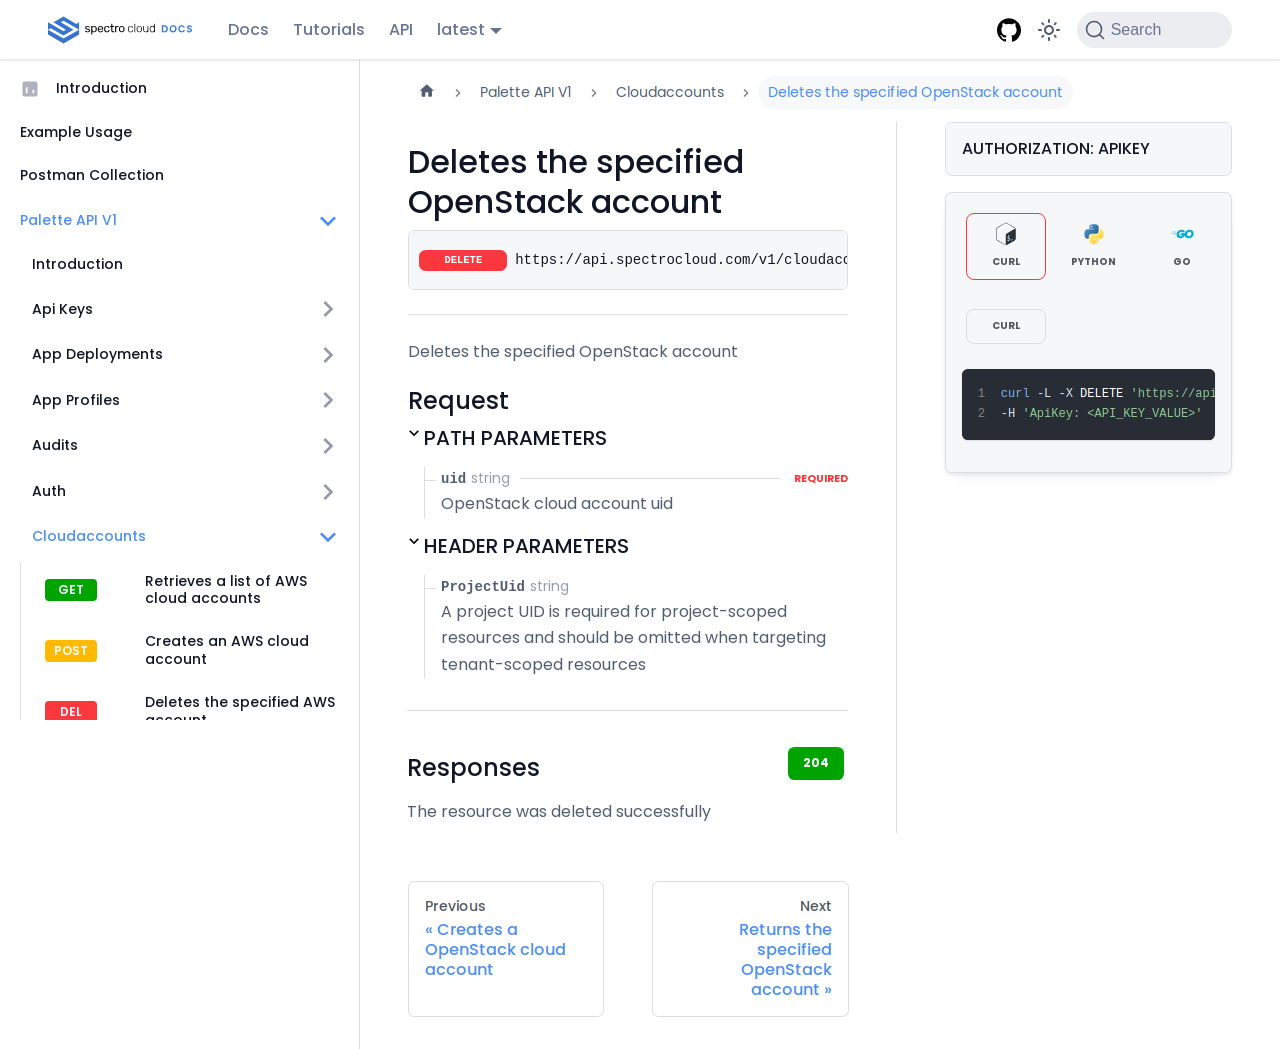 spectro cloud DOCS
Docs
Tutorials
API
latest
Search
Introduction
Example Usage
Postman Collection
Palette API V1
Introduction
Api Keys
App Deployments
App Profiles
Audits
Auth
Cloudaccounts
GET Retrieves a list of AWS
cloud accounts
POST Creates an AWS cloud
account
DEL Deletes the specified AWS
account
Palette API V1
Cloudaccounts
Deletes the specified OpenStack account
Deletes the specified
OpenStack account
DELETE https://api.spectrocloud.com/v1/cloudacc
Deletes the specified OpenStack account
Request
PATH PARAMETERS
uid string REQUIRED
OpenStack cloud account uid
HEADER PARAMETERS
ProjectUid string
A project UID is required for project-scoped
resources and should be omitted when targeting
tenant-scoped resources
Responses
204
The resource was deleted successfully
Previous
« Creates a
OpenStack cloud
account
Next
Returns the
specified
OpenStack
account »
AUTHORIZATION: APIKEY
CURL
PYTHON
GO
GO
CURL
1 curl -L -X DELETE 'https://api
2 -H 'ApiKey: <API_KEY_VALUE>'